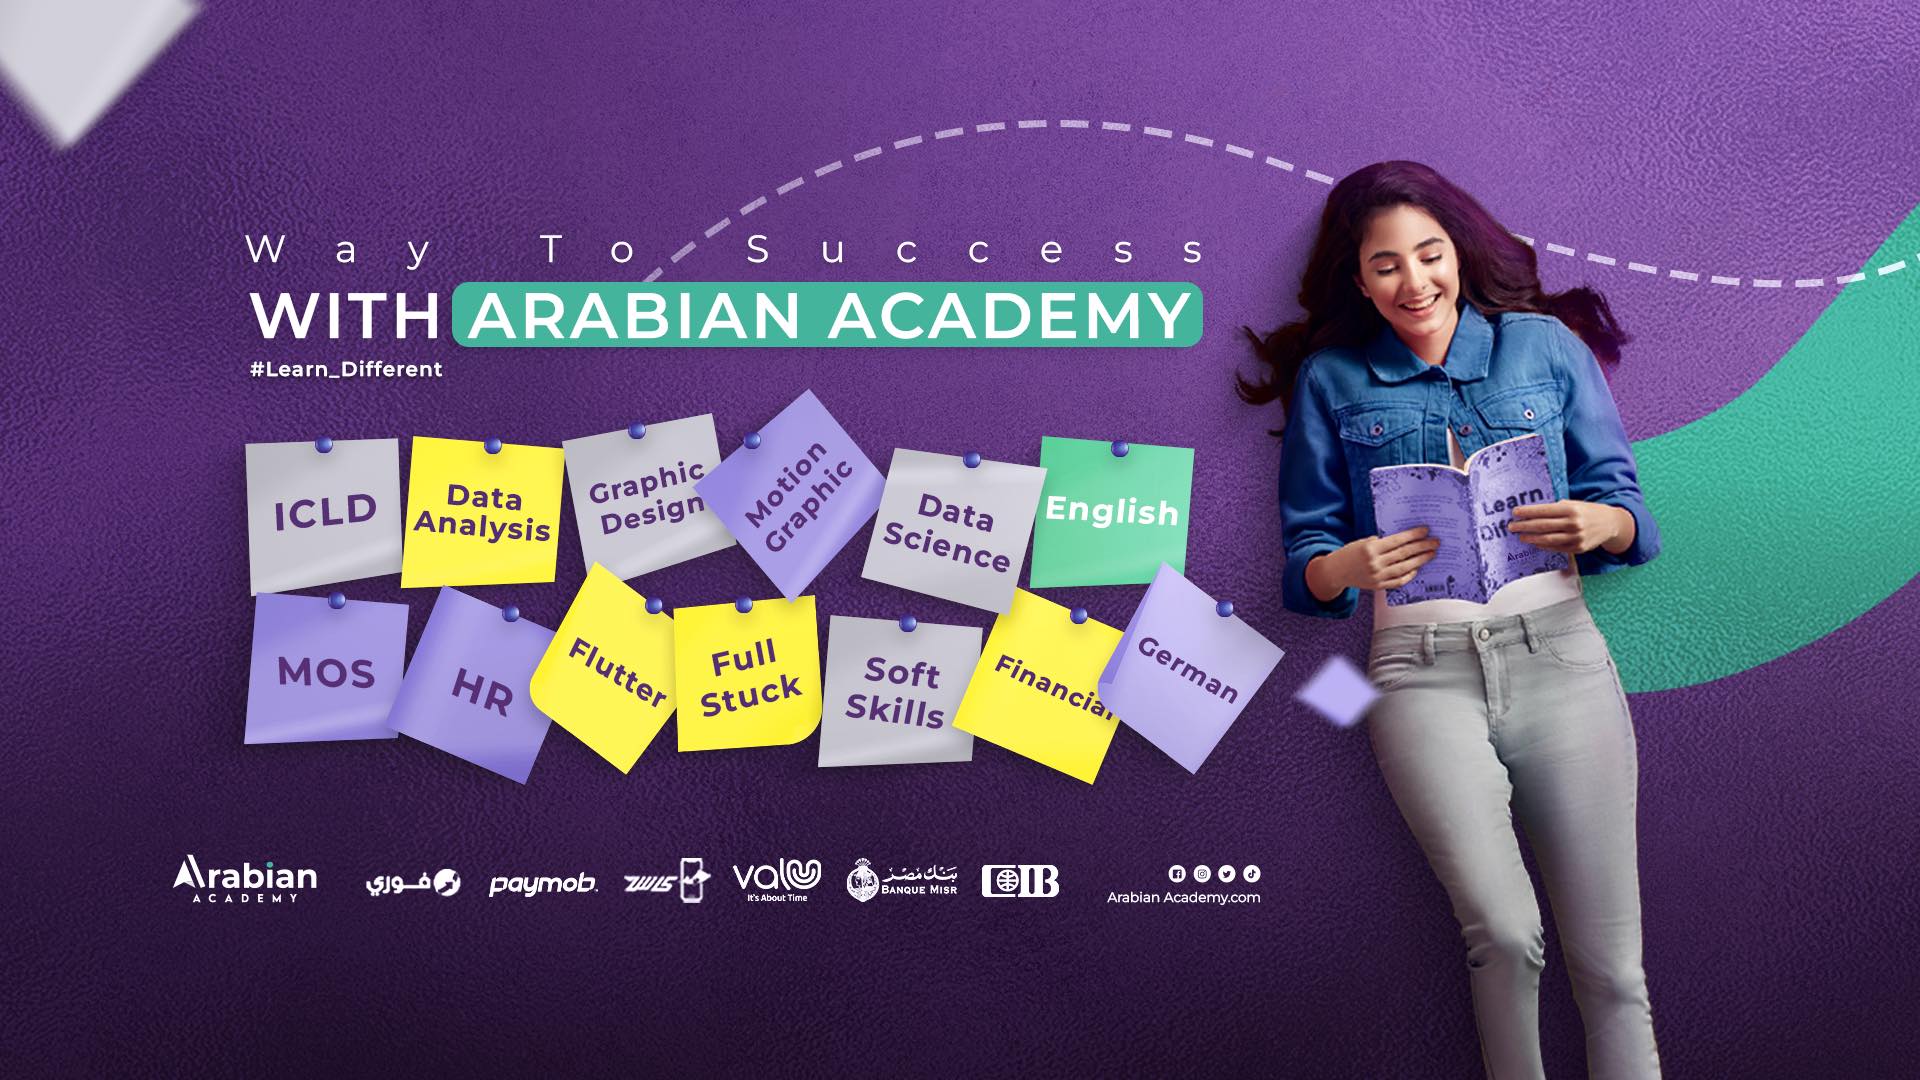 Way To Success
WITH ARABIAN ACADEMY
#Learn_Different
ICLD
Data
Analysis
Graphic
Design
Motion
Graphic
Data
Science
English
MOS
HR
Flutter
Full
Stuck
Soft
Skills
Financial
German
Learn
Arabian
ACADEMY
فوري
paymob
valU
It's About Time
بنك مصر
BANQUE MISR
CIB
Arabian Academy.com